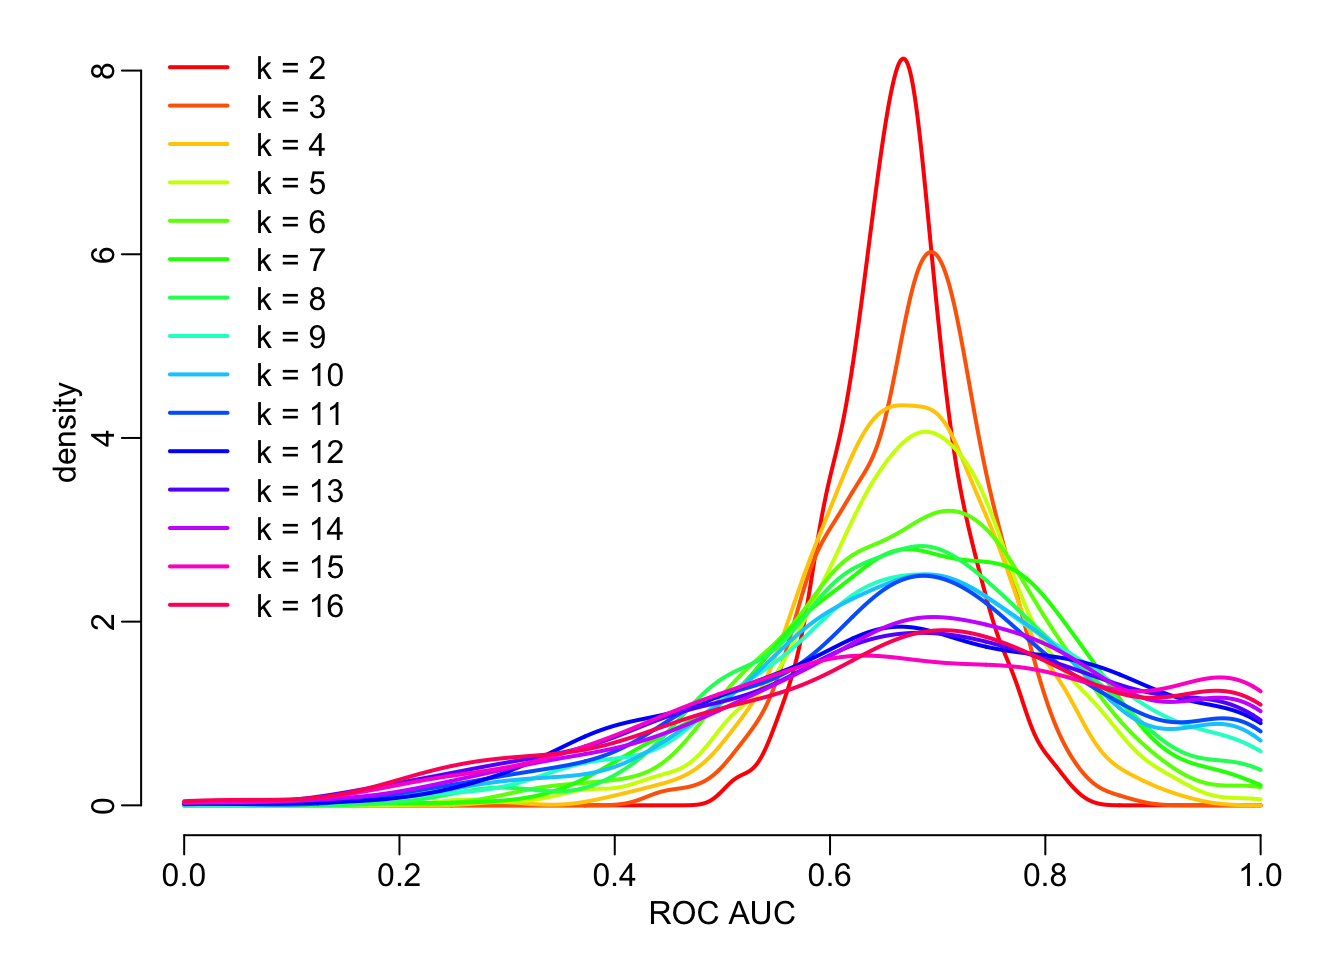 k = 2
k = 3
k = 4
k = 5
k = 6
k = 7
k = 8
k = 9
k = 10
k = 11
k = 12
k = 13
k = 14
k = 15
k = 16
8
6
4
2
0
density
0.0 0.2 0.4 0.6 0.8 1.0
ROC AUC